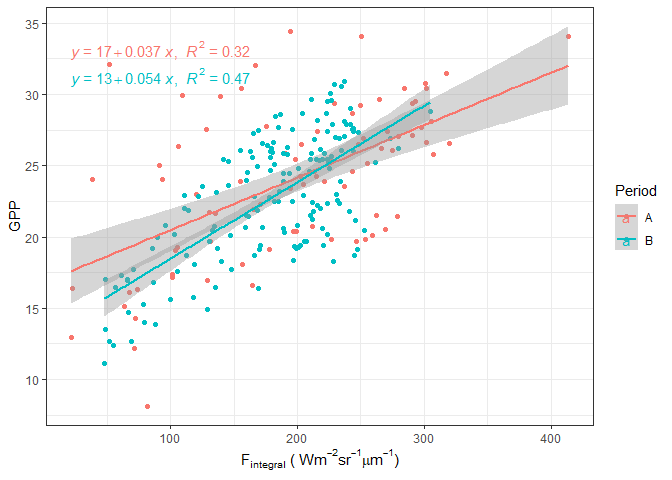 y = 17 + 0.037 x, R² = 0.32
y = 13 + 0.054 x, R² = 0.47
35
30
25
20
15
10
GPP
100 200 300 400
F_integral ( Wm⁻²sr⁻¹μm⁻¹)
Period
a A
a B